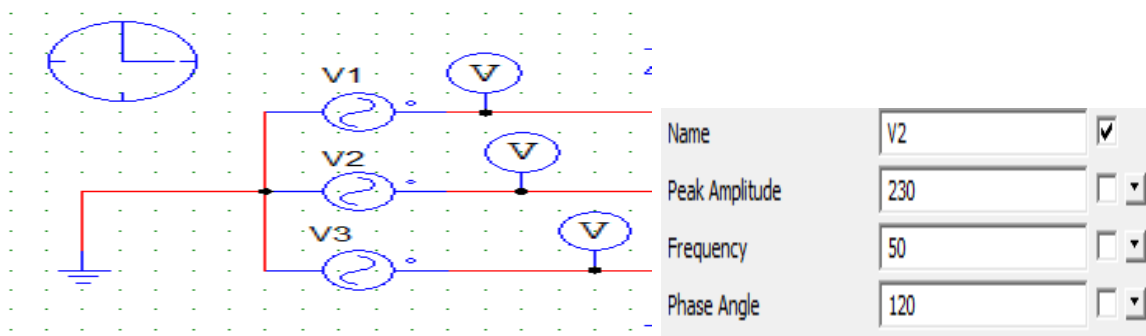 V1
V
V2
V
V3
V
Name V2
Peak Amplitude 230
Frequency 50
Phase Angle 120